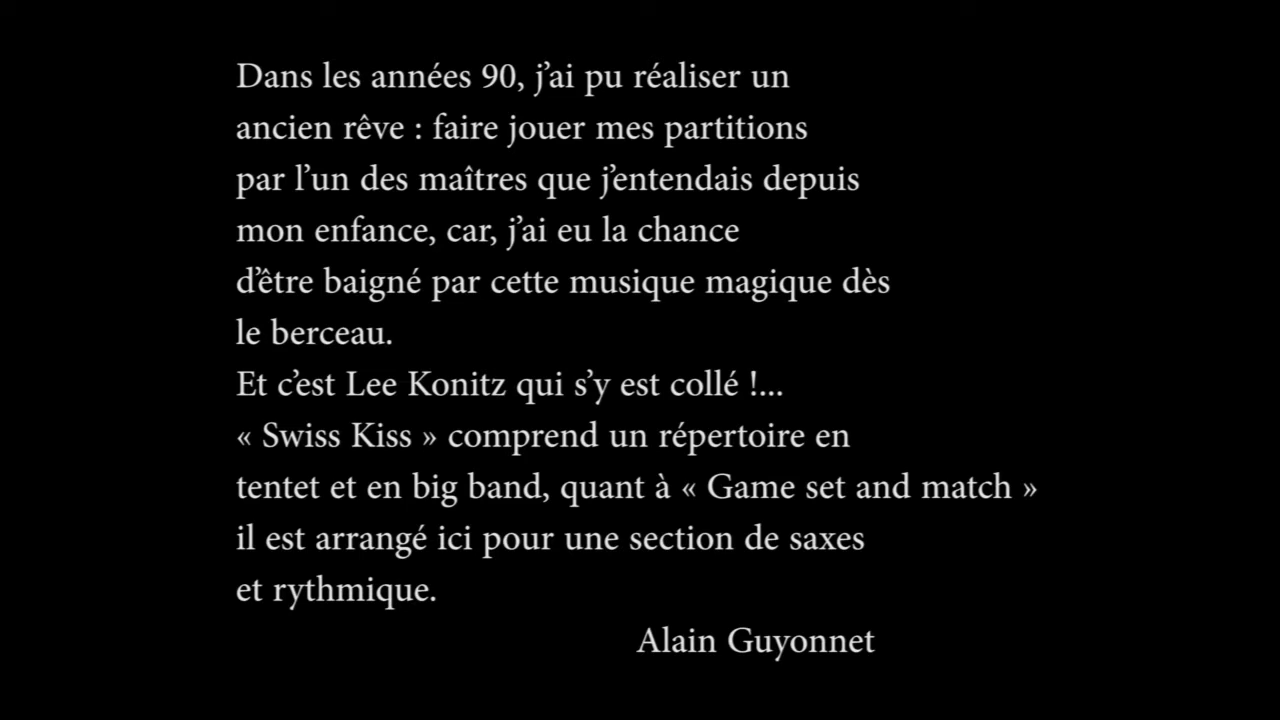 Dans les années 90, j’ai pu réaliser un
ancien rêve : faire jouer mes partitions
par l’un des maîtres que j’entendais depuis
mon enfance, car, j’ai eu la chance
d’être baigné par cette musique magique dès
le berceau.
Et c’est Lee Konitz qui s’y est collé !...
« Swiss Kiss » comprend un répertoire en
tentet et en big band, quant à « Game set and match »
il est arrangé ici pour une section de saxes
et rythmique.
Alain Guyonnet